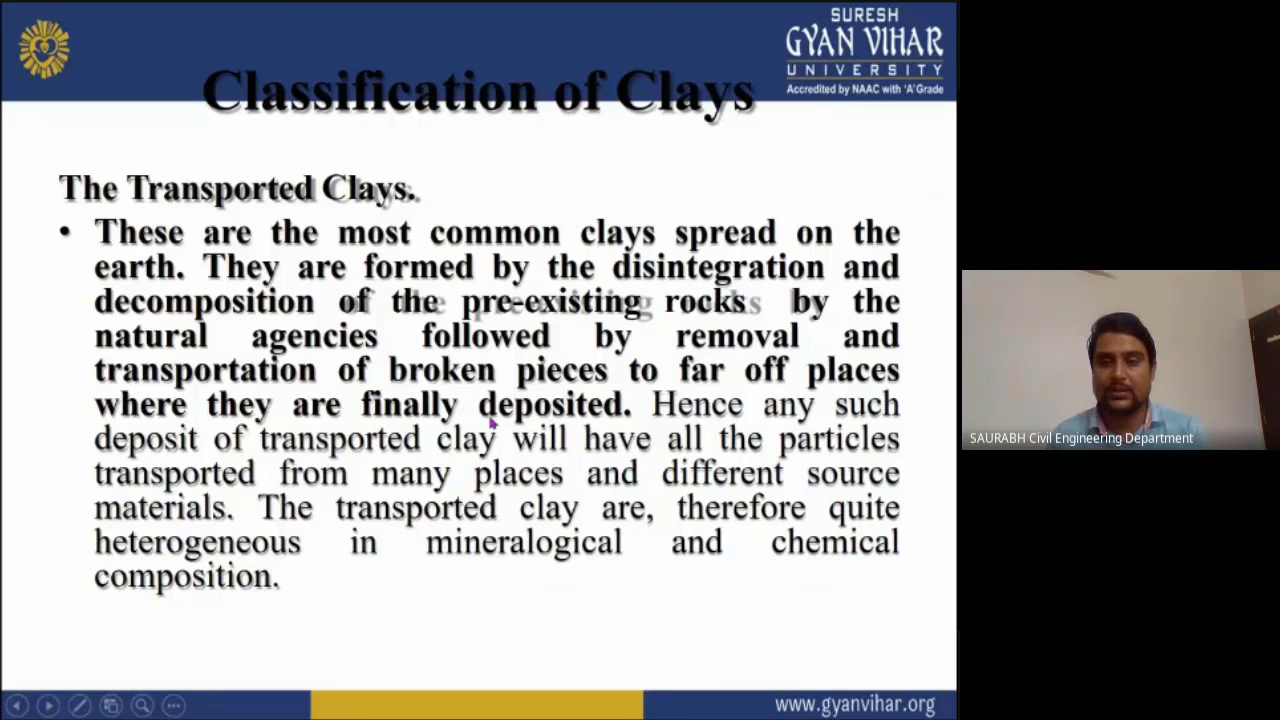 SURESH
GYAN VIHAR
UNIVERSITY
Accredited by NAAC with 'A' Grade
Classification of Clays
The Transported Clays.
• These are the most common clays spread on the
earth. They are formed by the disintegration and
decomposition of the pre-existing rocks by the
natural agencies followed by removal and
transportation of broken pieces to far off places
where they are finally deposited. Hence any such
deposit of transported clay will have all the particles
transported from many places and different source
materials. The transported clay are, therefore quite
heterogeneous in mineralogical and chemical
composition.
SAURABH Civil Engineering Department
www.gyanvihar.org